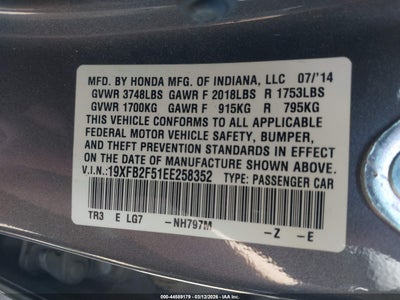 MFD. BY HONDA MFG. OF INDIANA, LLC 07/'14
GVWR 3748LBS GAWR F 2018LBS R 1753LBS
GVWR 1700KG GAWR F 915KG R 795KG
THIS VEHICLE CONFORMS TO ALL APPLICABLE
FEDERAL MOTOR VEHICLE SAFETY, BUMPER,
AND THEFT PREVENTION STANDARDS IN EFFECT
ON THE DATE OF MANUFACTURE SHOWN ABOVE.
V.I.N.: 19XFB2F51EE258352 TYPE: PASSENGER CAR
TR3 E LG7 -NH797M -Z -E
000-44559179 - 03/12/2026 - IAA, Inc.